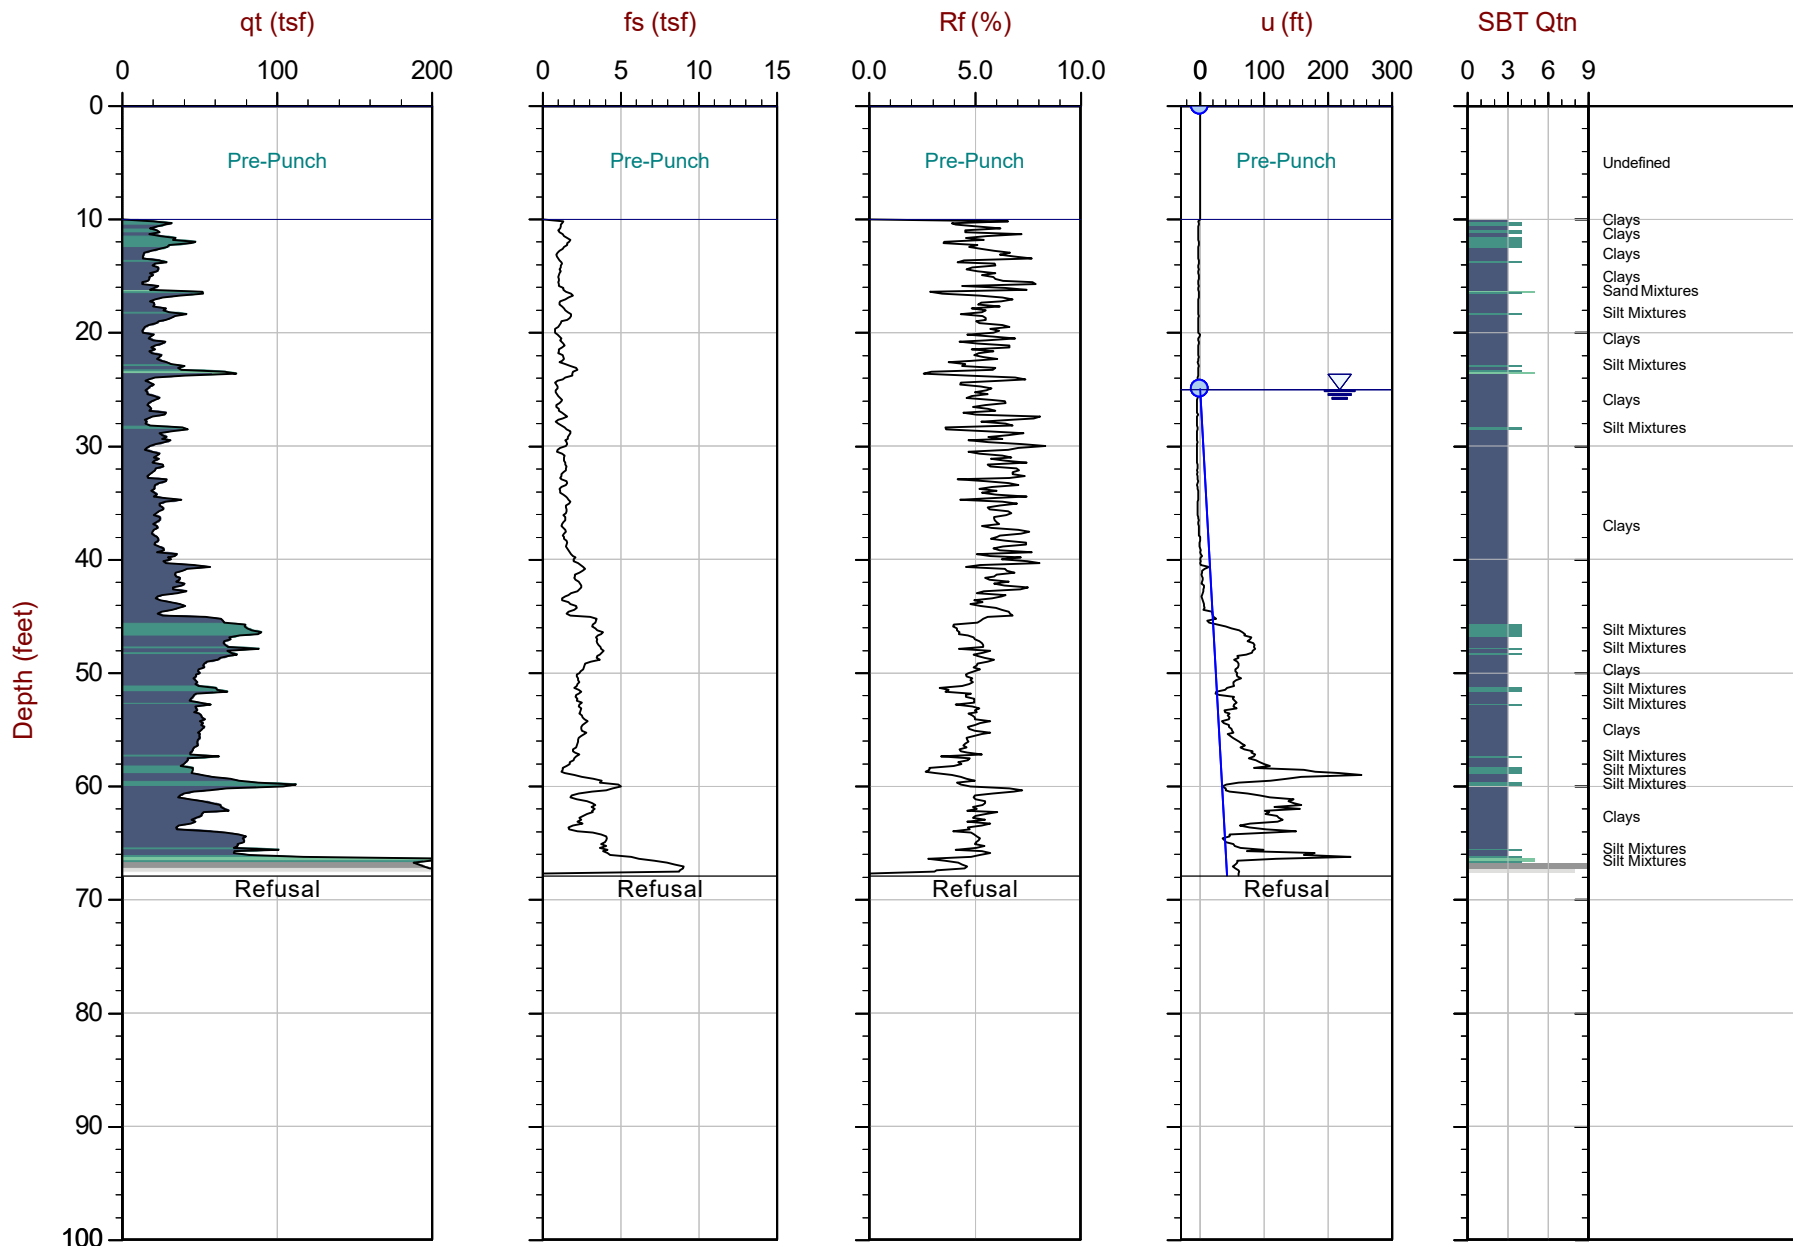 qt (tsf) fs (tsf) Rf (%) u (ft) SBT Qtn
0 100 200 0 5 10 15 0.0 5.0 10.0 0 100 200 300 0 3 6 9
0
Pre-Punch Pre-Punch Pre-Punch Pre-Punch Undefined
10 Clays
Clays
Clays
Clays
Sand Mixtures
Silt Mixtures
20 Clays
Silt Mixtures
Clays
Silt Mixtures
30
Clays
40
Silt Mixtures
Silt Mixtures
50 Clays
Silt Mixtures
Silt Mixtures
Clays
Silt Mixtures
Silt Mixtures
60 Silt Mixtures
Clays
Silt Mixtures
Silt Mixtures
Refusal Refusal Refusal Refusal
70
80
90
100
Depth (feet)